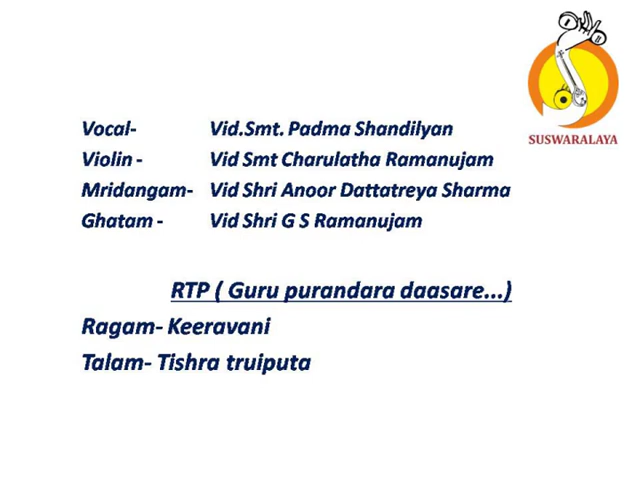 SUSWARALAYA
Vocal- Vid.Smt. Padma Shandilyan
Violin - Vid Smt Charulatha Ramanujam
Mridangam- Vid Shri Anoor Dattatreya Sharma
Ghatam - Vid Shri G S Ramanujam
RTP ( Guru purandara daasare...)
Ragam- Keeravani
Talam- Tishra truiputa